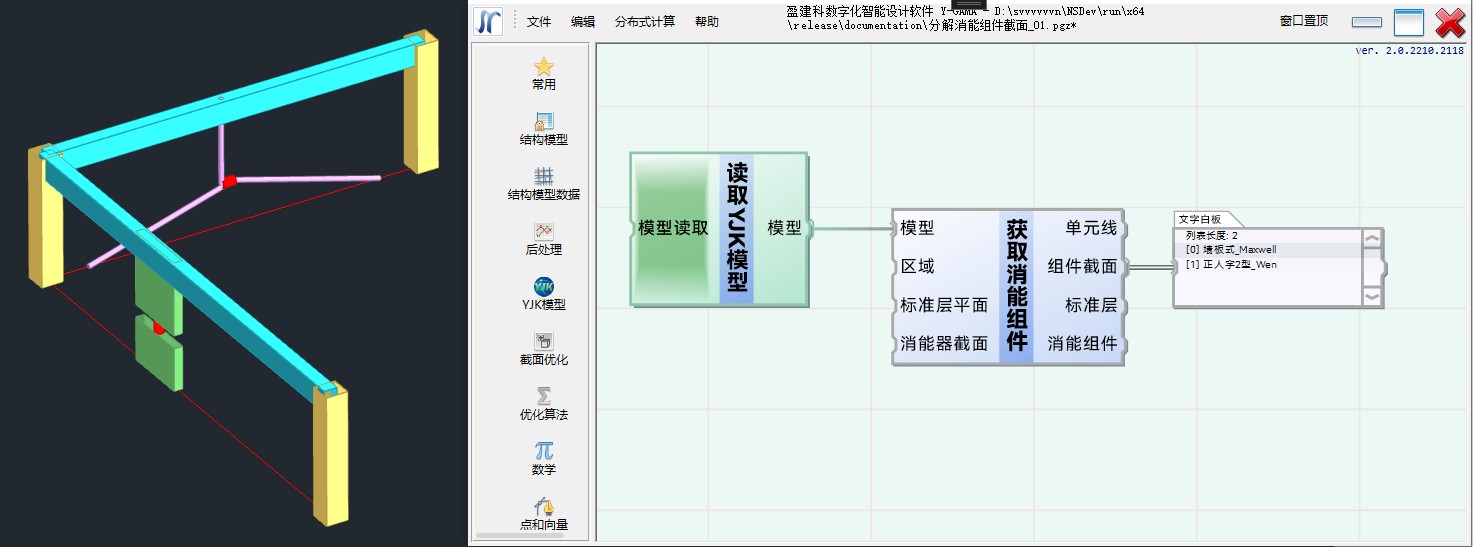 文件 编辑 分布式计算 帮助
盈建科数字化智能设计软件 Y-GAMA - D:\svvvvvvn\NSDev\run\x64
\release\documentation\分解消能组件截面_01.pgz*
窗口置顶
ver. 2.0.2210.2118
常用
结构模型
结构模型数据
后处理
YJK
YJK模型
截面优化
优化算法
数学
点和向量
模型读取
读取YJK模型
模型
模型
区域
标准层平面
消能器截面
获取消能组件
单元线
组件截面
标准层
消能组件
文字白板
列表长度: 2
[0] 墙板式_Maxwell
[1] 正人字2型_Wen